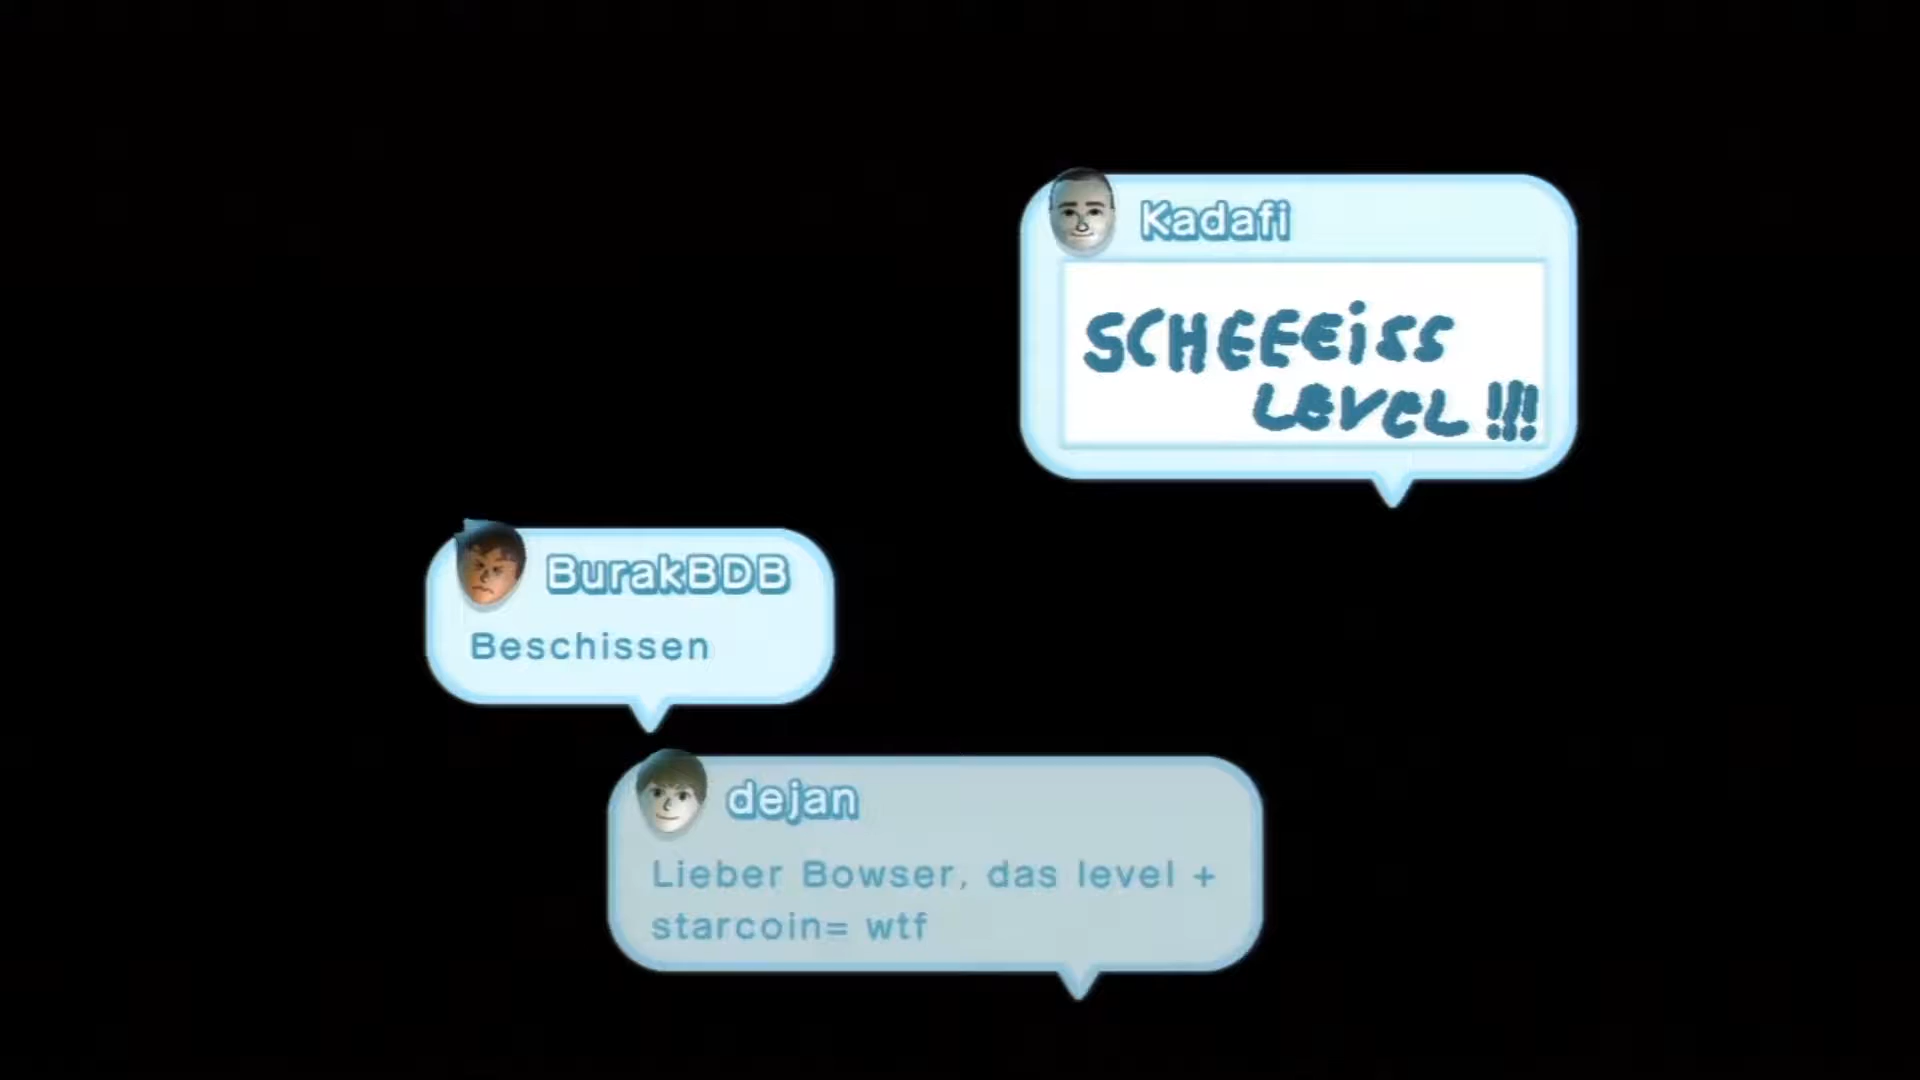 Kadafi
SCHEEEiSS
LEVEL !!!
BurakBDB
Beschissen
dejan
Lieber Bowser, das level +
starcoin= wtf